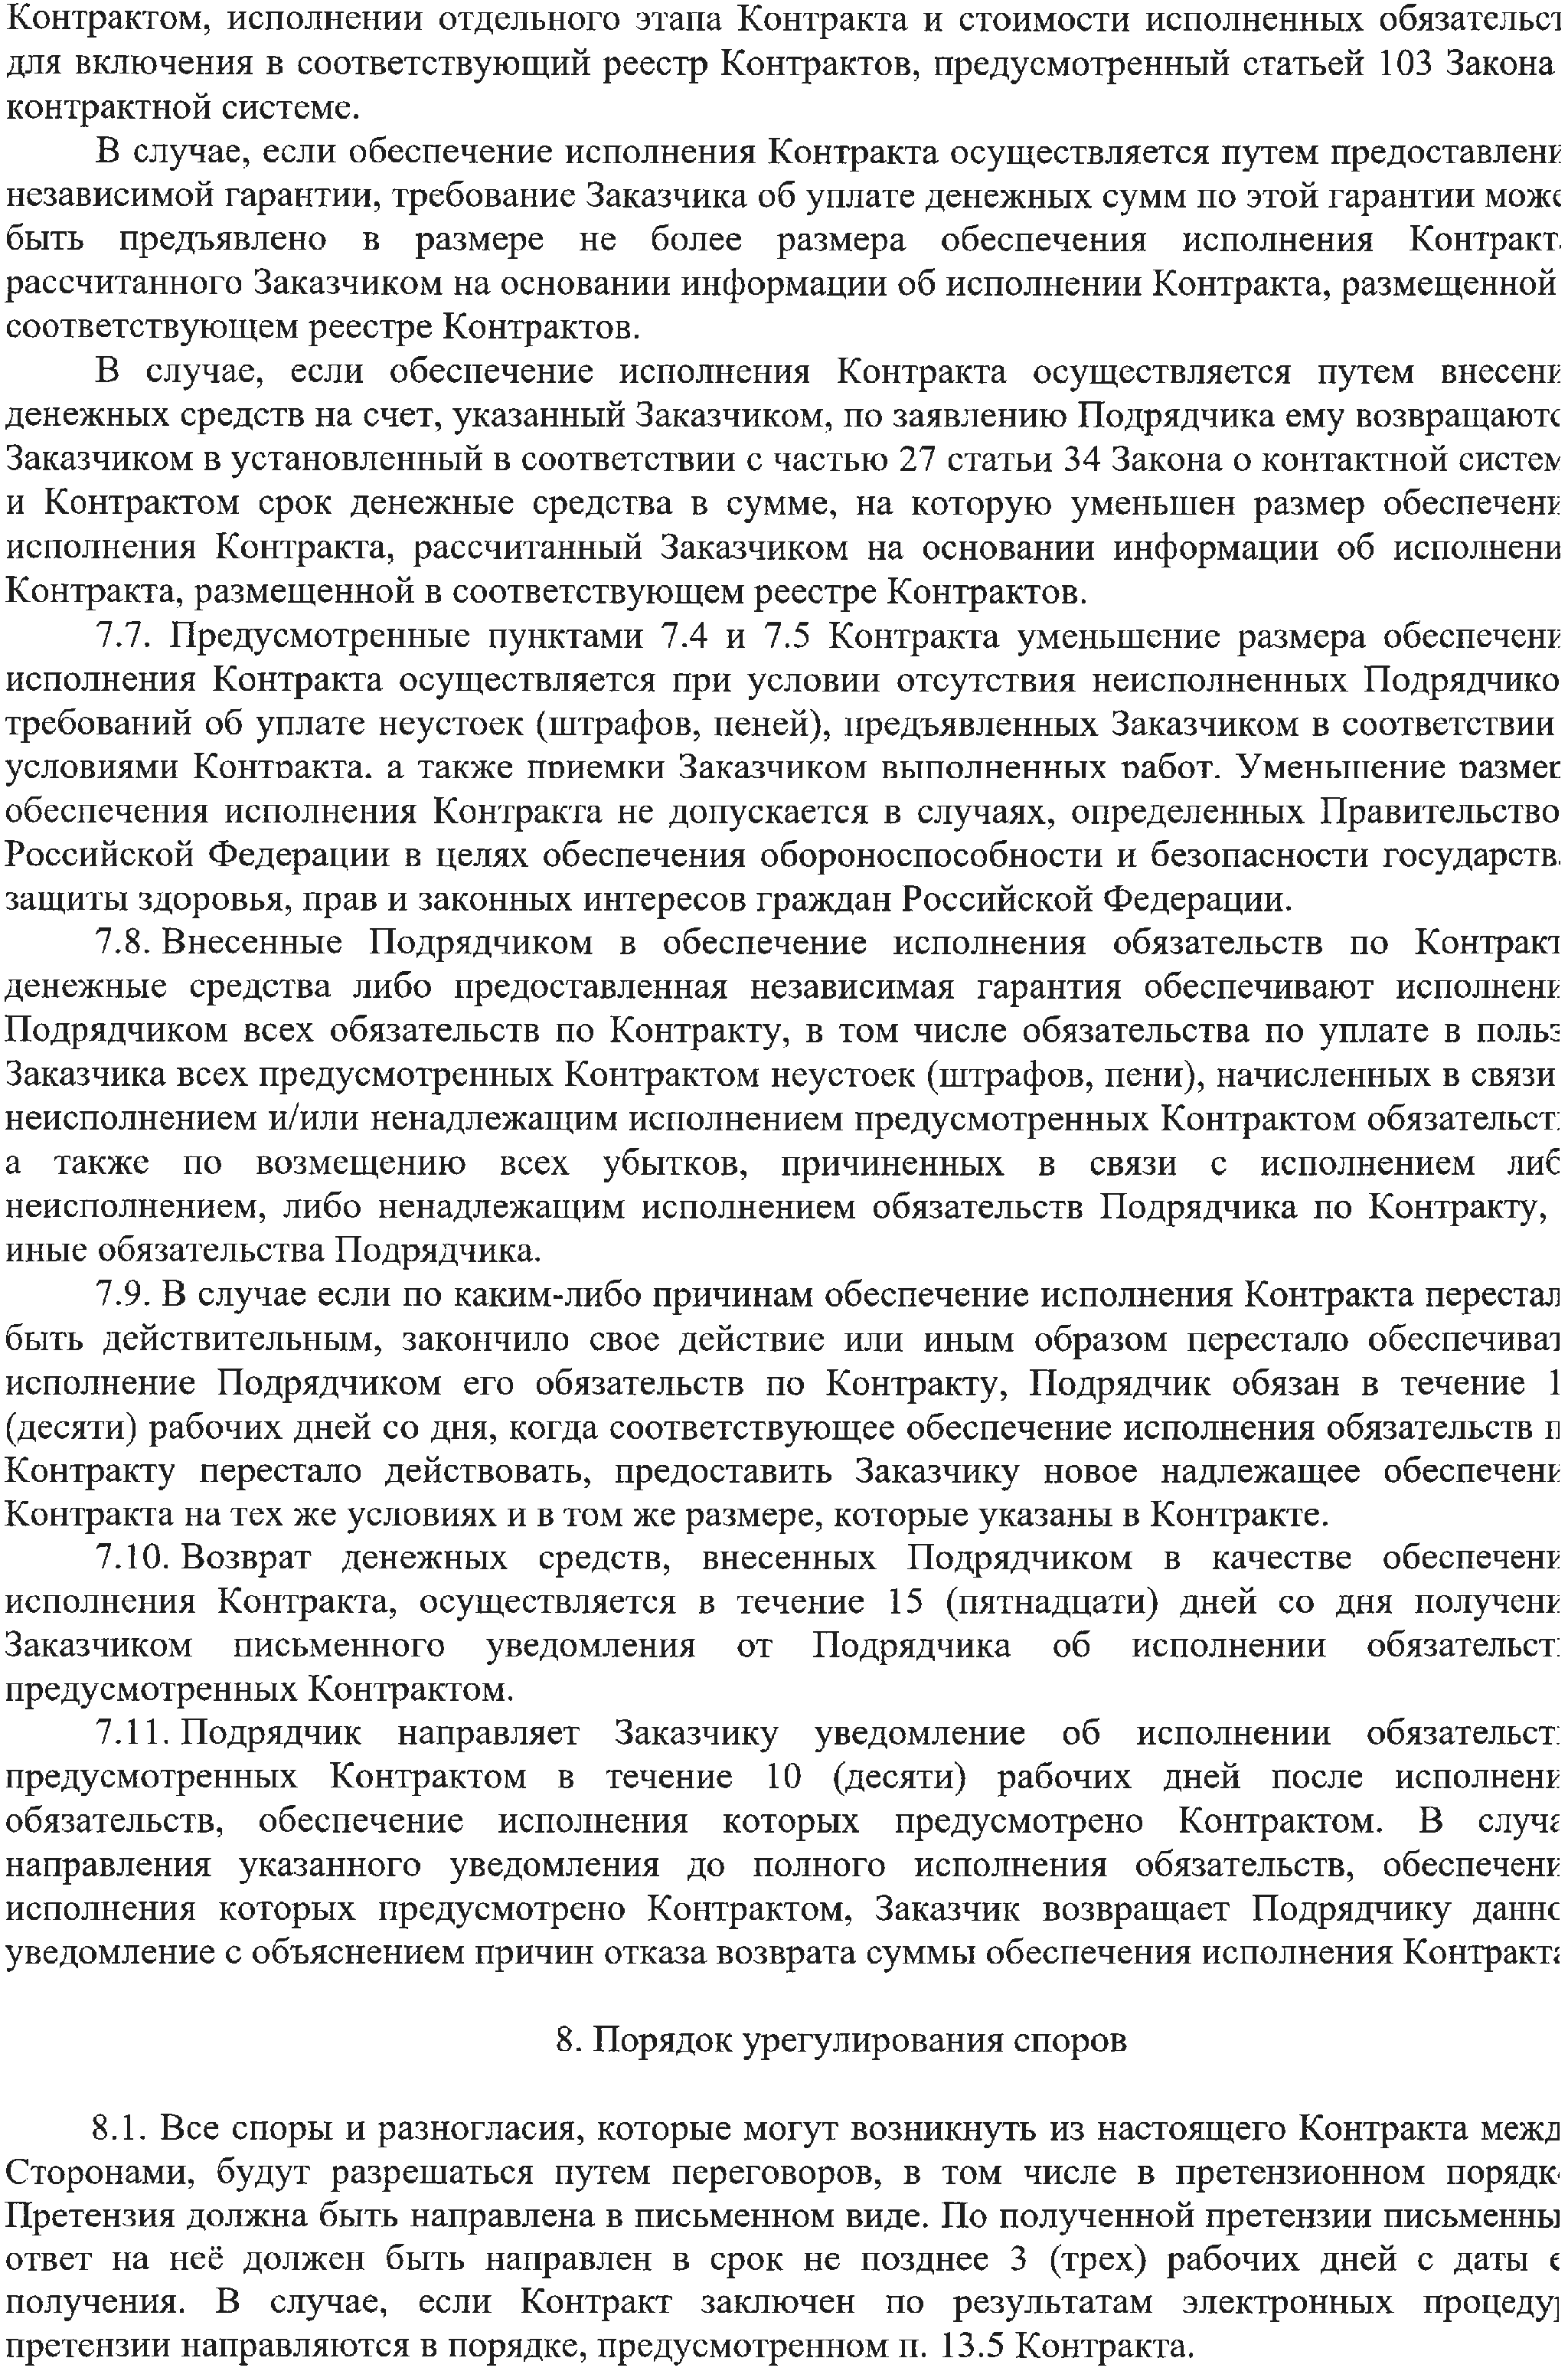 Контрактом, исполнении отдельного этапа Контракта и стоимости исполненных обязательст
для включения в соответствующий реестр Контрактов, предусмотренный статьей 103 Закона
контрактной системе.
В случае, если обеспечение исполнения Контракта осуществляется путем предоставлени
независимой гарантии, требование Заказчика об уплате денежных сумм по этой гарантии може
быть предъявлено в размере не более размера обеспечения исполнения Контракт
рассчитанного Заказчиком на основании информации об исполнении Контракта, размещенной
соответствующем реестре Контрактов.
В случае, если обеспечение исполнения Контракта осуществляется путем внесени
денежных средств на счет, указанный Заказчиком, по заявлению Подрядчика ему возвращаютс
Заказчиком в установленный в соответствии с частью 27 статьи 34 Закона о контактной систем
и Контрактом срок денежные средства в сумме, на которую уменьшен размер обеспечени
исполнения Контракта, рассчитанный Заказчиком на основании информации об исполнени
Контракта, размещенной в соответствующем реестре Контрактов.
7.7. Предусмотренные пунктами 7.4 и 7.5 Контракта уменьшение размера обеспечени
исполнения Контракта осуществляется при условии отсутствия неисполненных Подрядчико
требований об уплате неустоек (штрафов, пеней), предъявленных Заказчиком в соответствии
условиями Контракта, а также приемки Заказчиком выполненных работ. Уменьшение размер
обеспечения исполнения Контракта не допускается в случаях, определенных Правительство
Российской Федерации в целях обеспечения обороноспособности и безопасности государств
защиты здоровья, прав и законных интересов граждан Российской Федерации.
7.8. Внесенные Подрядчиком в обеспечение исполнения обязательств по Контракт
денежные средства либо предоставленная независимая гарантия обеспечивают исполнени
Подрядчиком всех обязательств по Контракту, в том числе обязательства по уплате в польз
Заказчика всех предусмотренных Контрактом неустоек (штрафов, пени), начисленных в связи
неисполнением и/или ненадлежащим исполнением предусмотренных Контрактом обязательст
а также по возмещению всех убытков, причиненных в связи с исполнением либ
неисполнением, либо ненадлежащим исполнением обязательств Подрядчика по Контракту,
иные обязательства Подрядчика.
7.9. В случае если по каким-либо причинам обеспечение исполнения Контракта перестал
быть действительным, закончило свое действие или иным образом перестало обеспечиват
исполнение Подрядчиком его обязательств по Контракту, Подрядчик обязан в течение 1
(десяти) рабочих дней со дня, когда соответствующее обеспечение исполнения обязательств п
Контракту перестало действовать, предоставить Заказчику новое надлежащее обеспечени
Контракта на тех же условиях и в том же размере, которые указаны в Контракте.
7.10. Возврат денежных средств, внесенных Подрядчиком в качестве обеспечени
исполнения Контракта, осуществляется в течение 15 (пятнадцати) дней со дня получени
Заказчиком письменного уведомления от Подрядчика об исполнении обязательст
предусмотренных Контрактом.
7.11. Подрядчик направляет Заказчику уведомление об исполнении обязательст
предусмотренных Контрактом в течение 10 (десяти) рабочих дней после исполнени
обязательств, обеспечение исполнения которых предусмотрено Контрактом. В случа
направления указанного уведомления до полного исполнения обязательств, обеспечени
исполнения которых предусмотрено Контрактом, Заказчик возвращает Подрядчику данно
уведомление с объяснением причин отказа возврата суммы обеспечения исполнения Контракта
8. Порядок урегулирования споров
8.1. Все споры и разногласия, которые могут возникнуть из настоящего Контракта межд
Сторонами, будут разрешаться путем переговоров, в том числе в претензионном порядк
Претензия должна быть направлена в письменном виде. По полученной претензии письменны
ответ на неё должен быть направлен в срок не позднее 3 (трех) рабочих дней с даты е
получения. В случае, если Контракт заключен по результатам электронных процеду
претензии направляются в порядке, предусмотренном п. 13.5 Контракта.